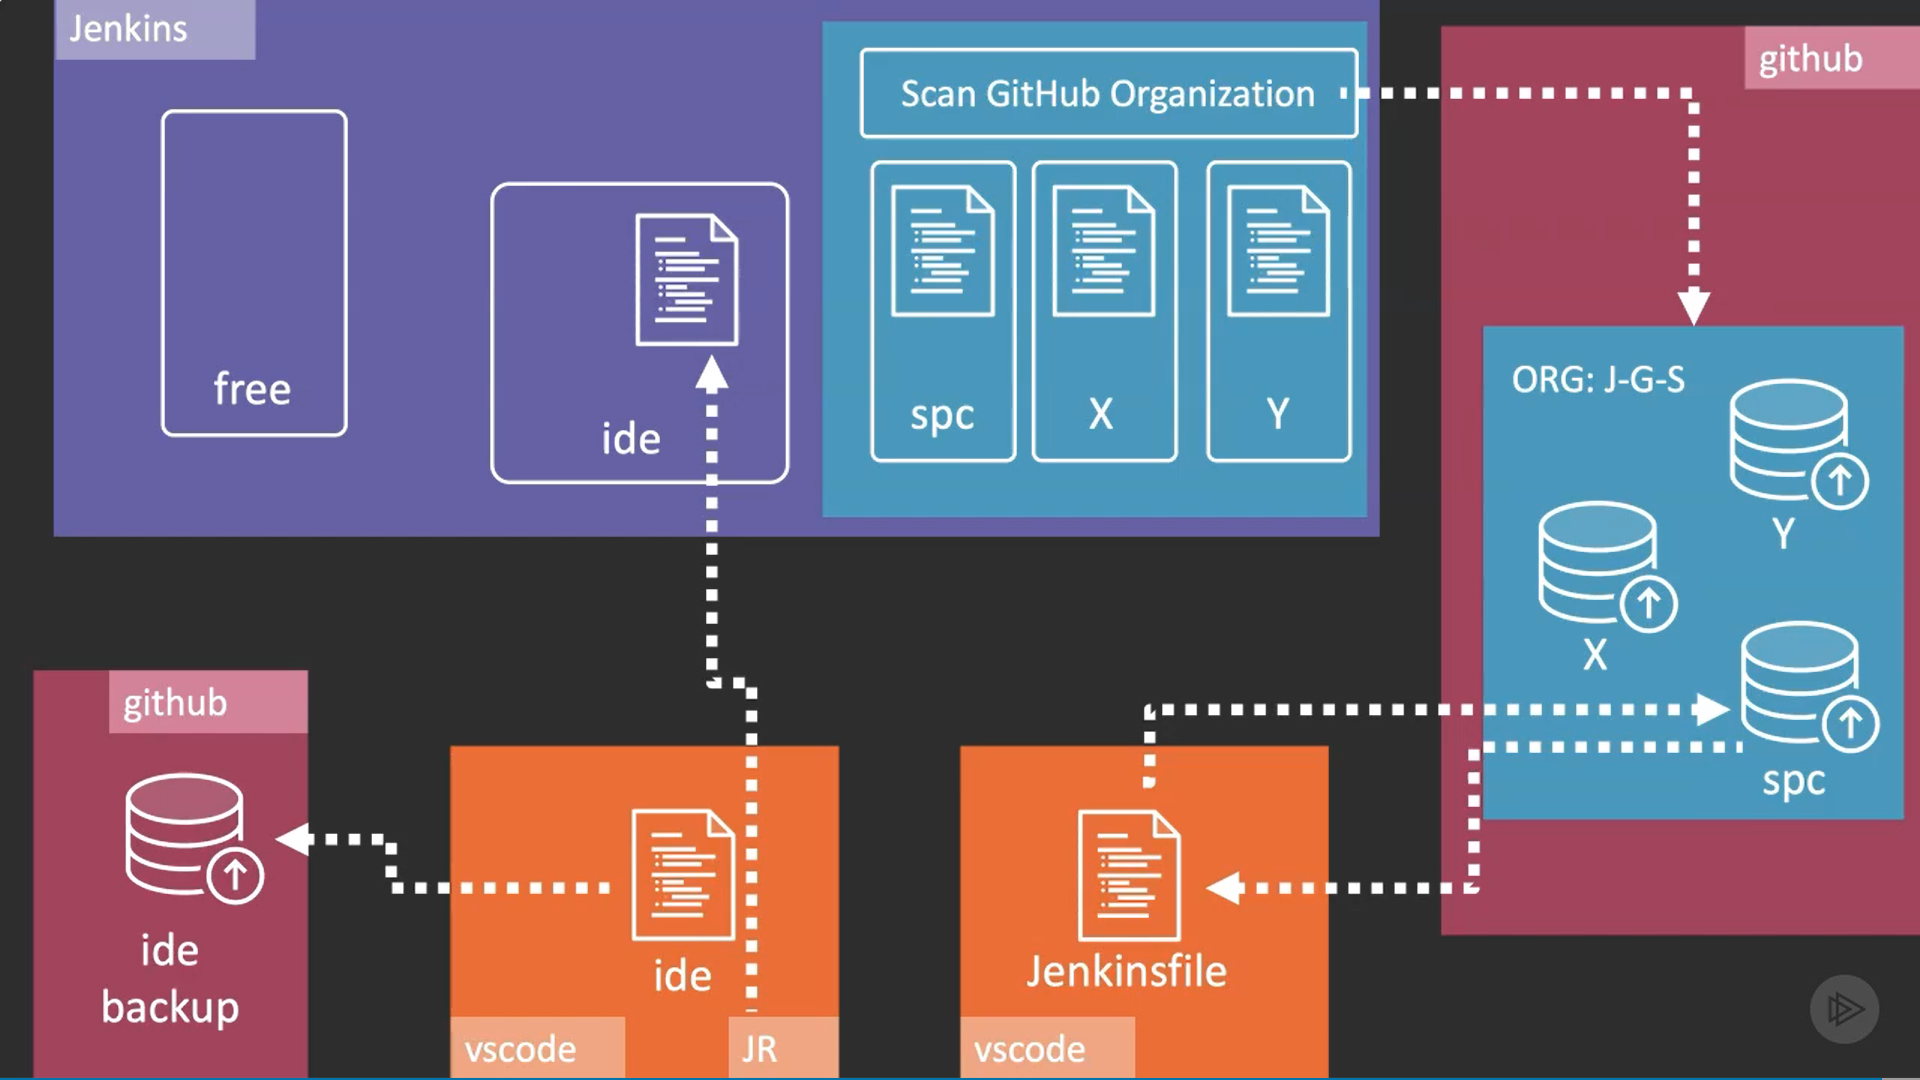 Jenkins
free
ide
Scan GitHub Organization
spc
X
Y
github
ORG: J-G-S
Y
X
spc
github
ide
backup
ide
vscode
JR
Jenkinsfile
vscode